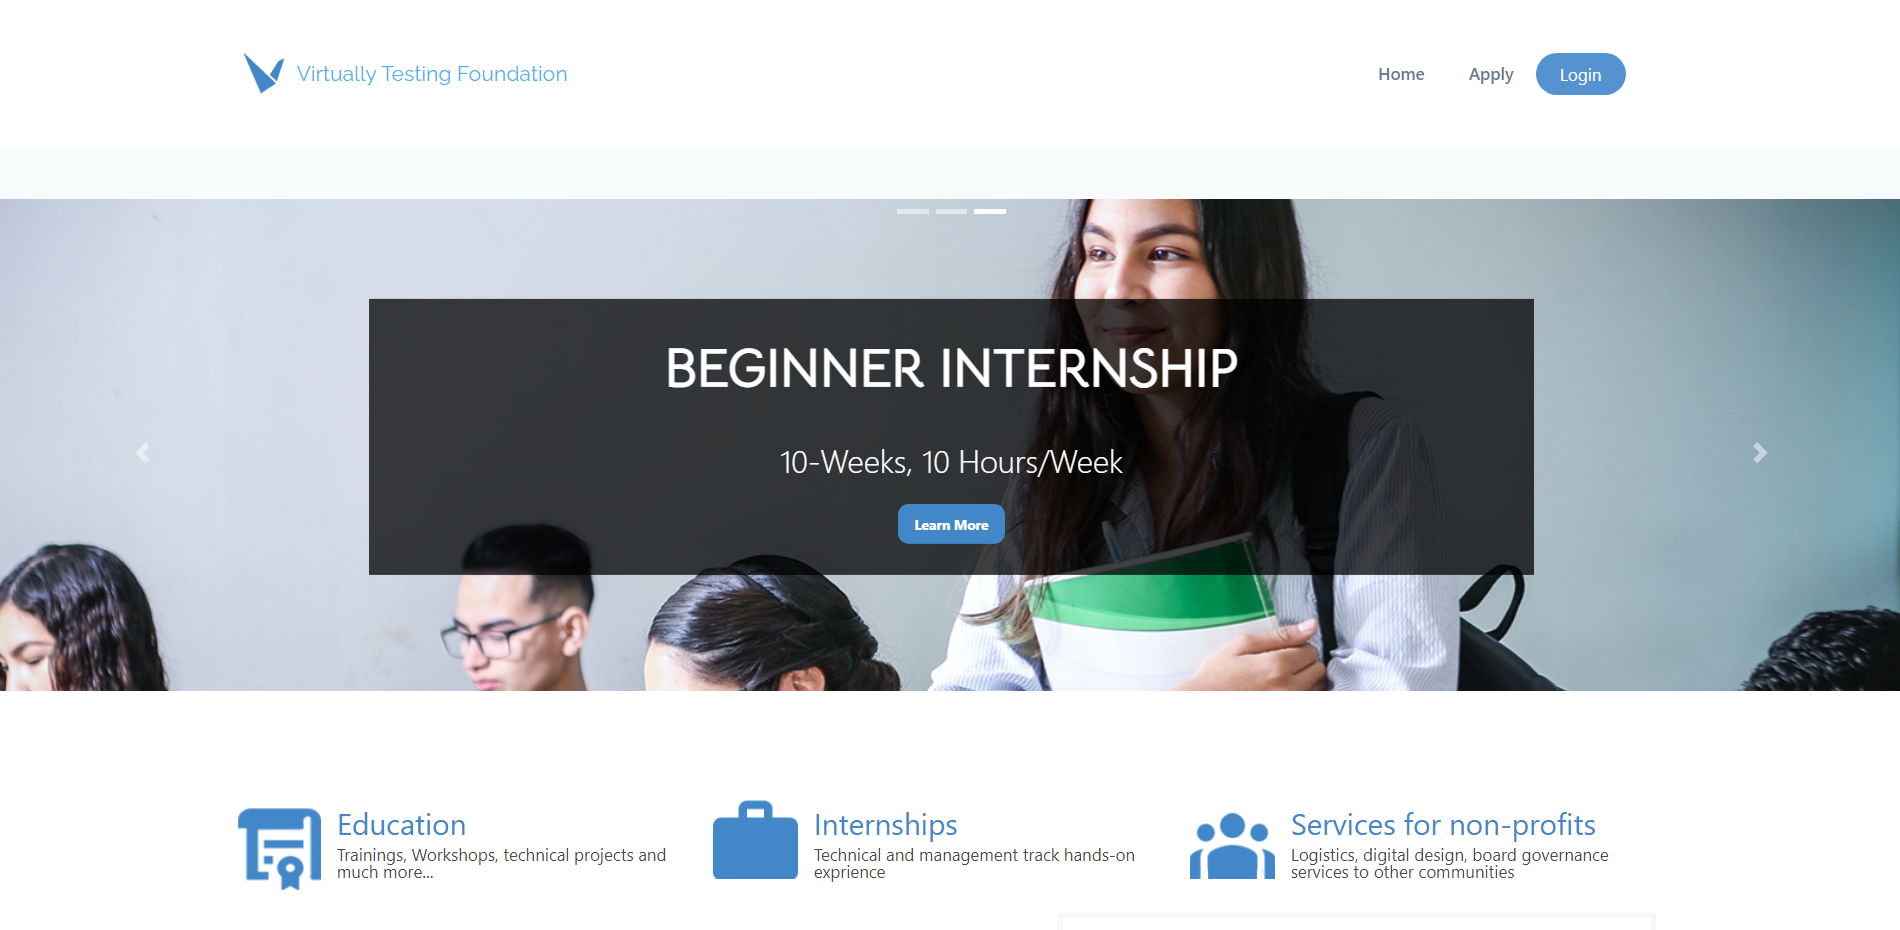 Virtually Testing Foundation
Home
Apply
Login
BEGINNER INTERNSHIP
10-Weeks, 10 Hours/Week
Learn More
Education
Trainings, Workshops, technical projects and
much more...
Internships
Technical and management track hands-on
exprience
Services for non-profits
Logistics, digital design, board governance
services to other communities